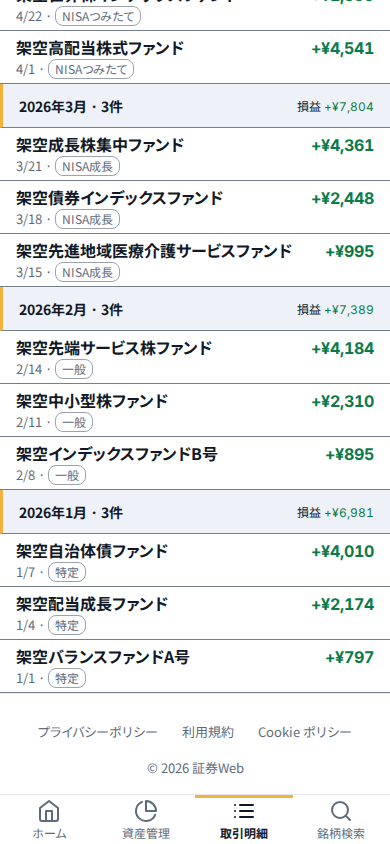 4/22 · NISAつみたて
架空高配当株式ファンド +¥4,541
4/1 · NISAつみたて
2026年3月・3件 損益 +¥7,804
架空成長株集中ファンド +¥4,361
3/21 · NISA成長
架空債券インデックスファンド +¥2,448
3/18 · NISA成長
架空先進地域医療介護サービスファンド +¥995
3/15 · NISA成長
2026年2月・3件 損益 +¥7,389
架空先端サービス株ファンド +¥4,184
2/14 · 一般
架空中小型株ファンド +¥2,310
2/11 · 一般
架空インデックスファンドB号 +¥895
2/8 · 一般
2026年1月・3件 損益 +¥6,981
架空自治体債ファンド +¥4,010
1/7 · 特定
架空配当成長ファンド +¥2,174
1/4 · 特定
架空バランスファンドA号 +¥797
1/1 · 特定
プライバシーポリシー 利用規約 Cookie ポリシー
© 2026 証券Web
ホーム 資産管理 取引明細 銘柄検索